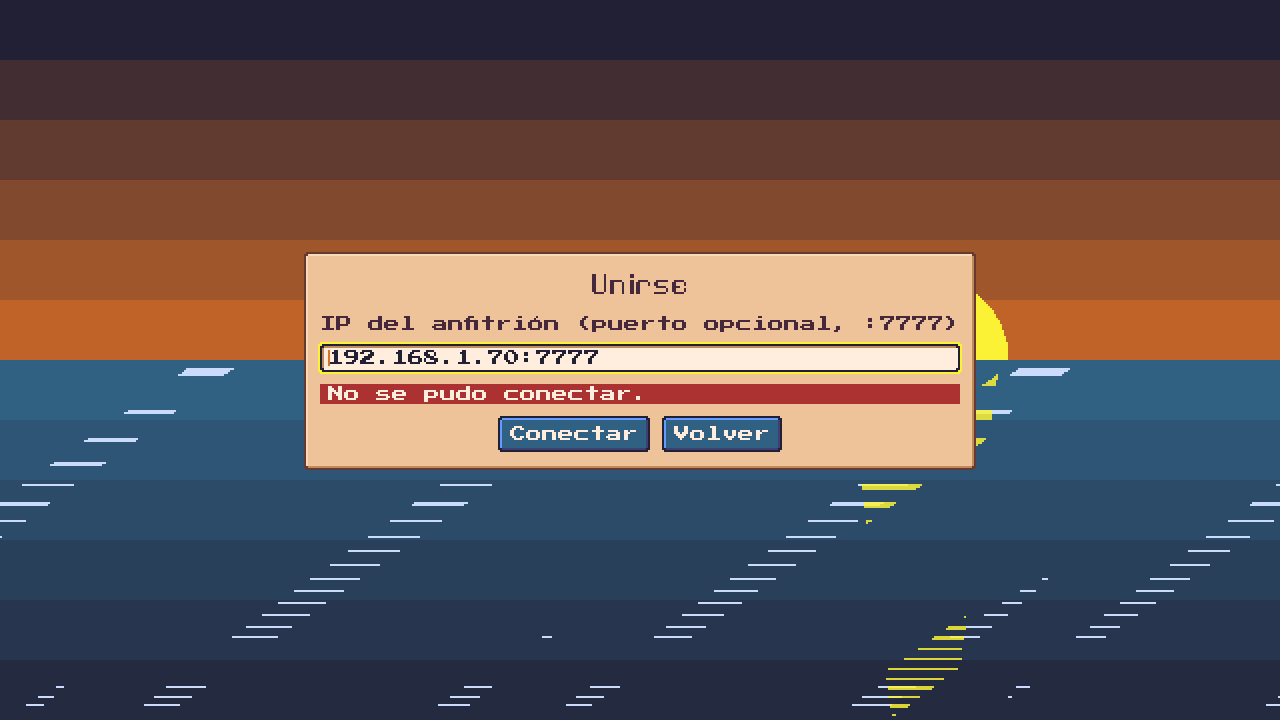 Unirse
IP del anfitrión (puerto opcional, :7777)
192.168.1.70:7777
No se pudo conectar.
Conectar Volver